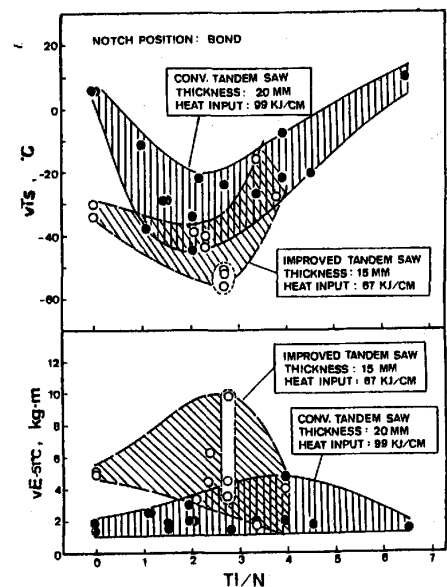 NOTCH POSITION: BOND
CONV. TANDEM SAW
THICKNESS: 20 MM
HEAT INPUT: 99 KJ/CM
vTs, °C
20
0
-20
-40
-60
IMPROVED TANDEM SAW
THICKNESS: 15 MM
HEAT INPUT: 67 KJ/CM
IMPROVED TANDEM SAW
THICKNESS: 15 MM
HEAT INPUT: 67 KJ/CM
CONV. TANDEM SAW
THICKNESS: 20 MM
HEAT INPUT: 99 KJ/CM
vE-51°C, kg-m
12
10
8
6
4
2
0 1 2 3 4 5 6 7
TI/N